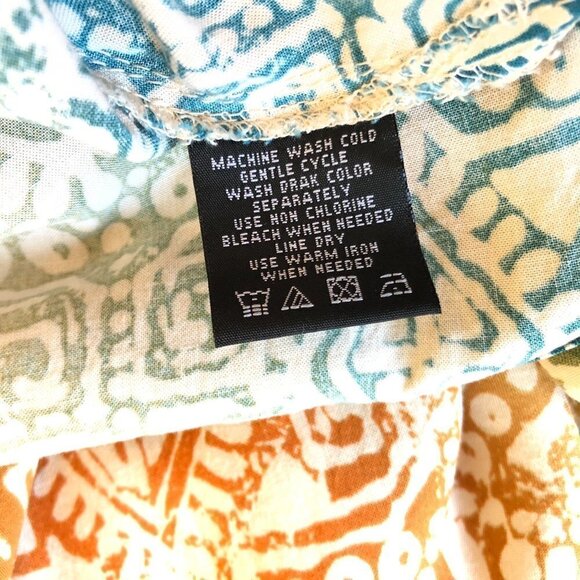 MACHINE WASH COLD
GENTLE CYCLE
WASH DRAK COLOR
SEPARATELY
USE NON CHLORINE
BLEACH WHEN NEEDED
LINE DRY
USE WARM IRON
WHEN NEEDED